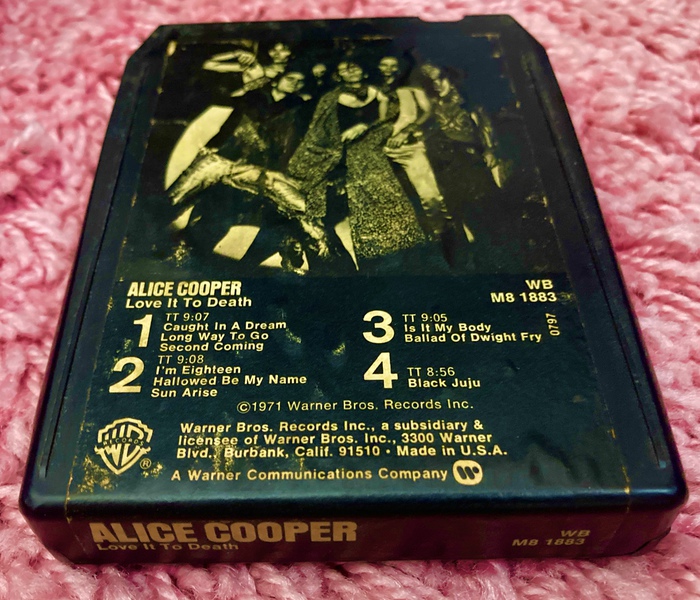 ALICE COOPER
Love It To Death
WB
M8 1883
1 TT 9:07
Caught In A Dream
Long Way To Go
Second Coming
2 TT 9:08
I'm Eighteen
Hallowed Be My Name
Sun Arise
3 TT 9:05
Is It My Body
Ballad Of Dwight Fry
0797
4 TT 8:56
Black Juju
©1971 Warner Bros. Records Inc.
WB
RECORDS
®
Warner Bros. Records Inc., a subsidiary &
licensee of Warner Bros. Inc., 3300 Warner
Blvd., Burbank, Calif. 91510 • Made in U.S.A.
A Warner Communications Company
ALICE COOPER
Love It To Death
WB
M8 1883